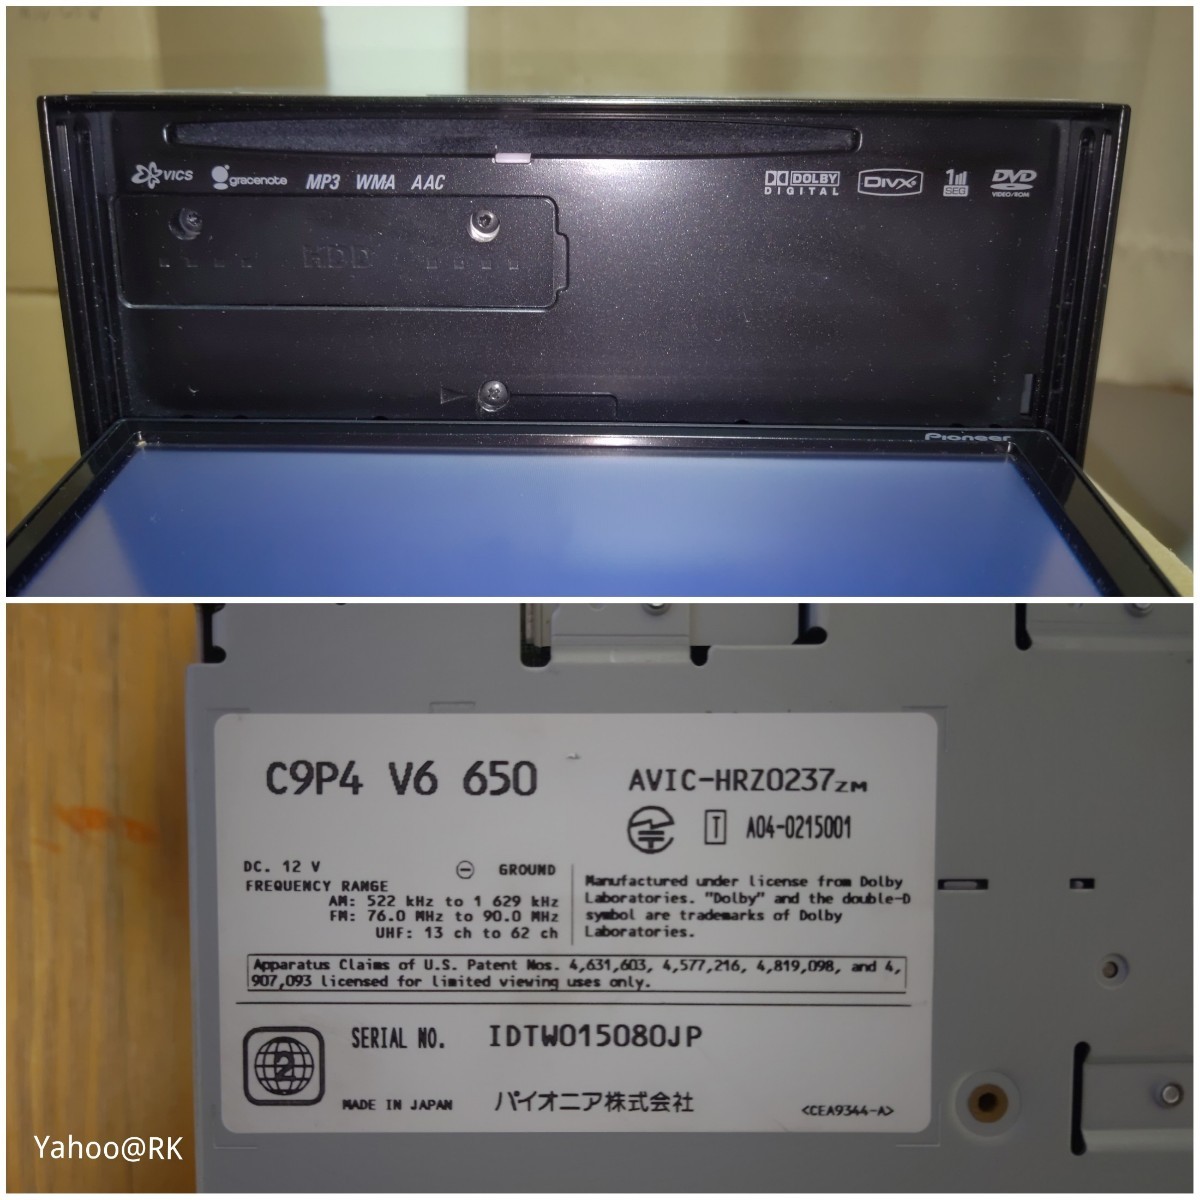 VICS gracenote MP3 WMA AAC
DOLBY DIGITAL DIVX 1SEG DVD VIDEO/ROM
HDD
Pioneer
C9P4 V6 650
AVIC-HRZ0237ZM
T A04-0215001
DC. 12 V ⊖ GROUND
FREQUENCY RANGE
AM: 522 kHz to 1 629 kHz
FM: 76.0 MHz to 90.0 MHz
UHF: 13 ch to 62 ch
Manufactured under license from Dolby
Laboratories. "Dolby" and the double-D
symbol are trademarks of Dolby
Laboratories.
Apparatus Claims of U.S. Patent Nos. 4,631,603, 4,577,216, 4,819,098, and 4,
907,093 licensed for limited viewing uses only.
2
SERIAL NO. IDTW015080JP
MADE IN JAPAN パイオニア株式会社 <CEA9344-A>
Yahoo@RK